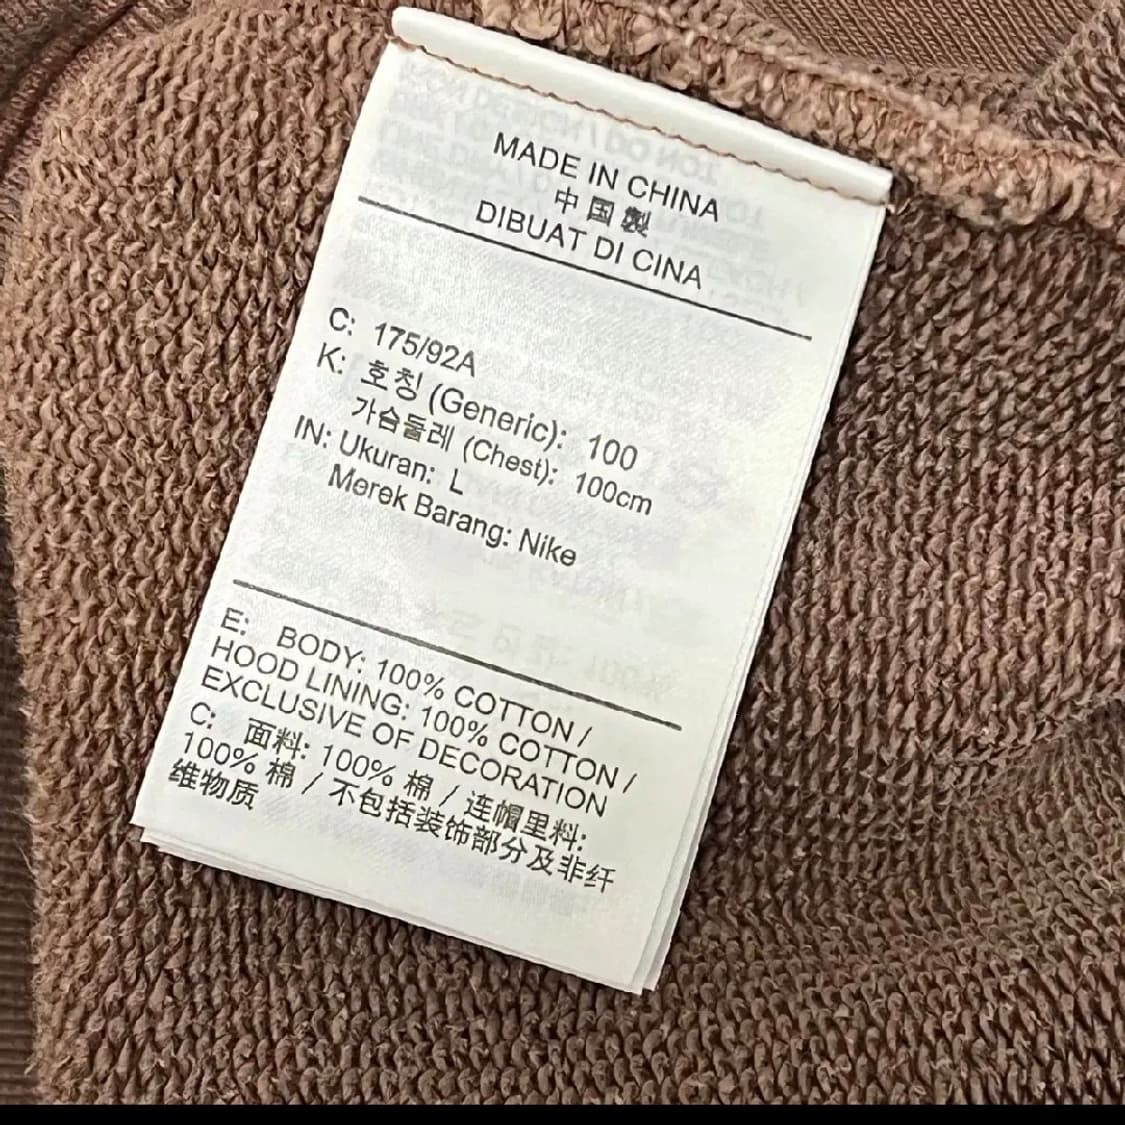 MADE IN CHINA
中国製
DIBUAT DI CINA
C: 175/92A
K: 호칭 (Generic): 100
가슴둘레 (Chest): 100cm
IN: Ukuran: L
Merek Barang: Nike
E: BODY: 100% COTTON /
HOOD LINING: 100% COTTON /
EXCLUSIVE OF DECORATION
C: 面料: 100% 棉 / 连帽里料:
100% 棉 / 不包括装饰部分及非纤
维物质